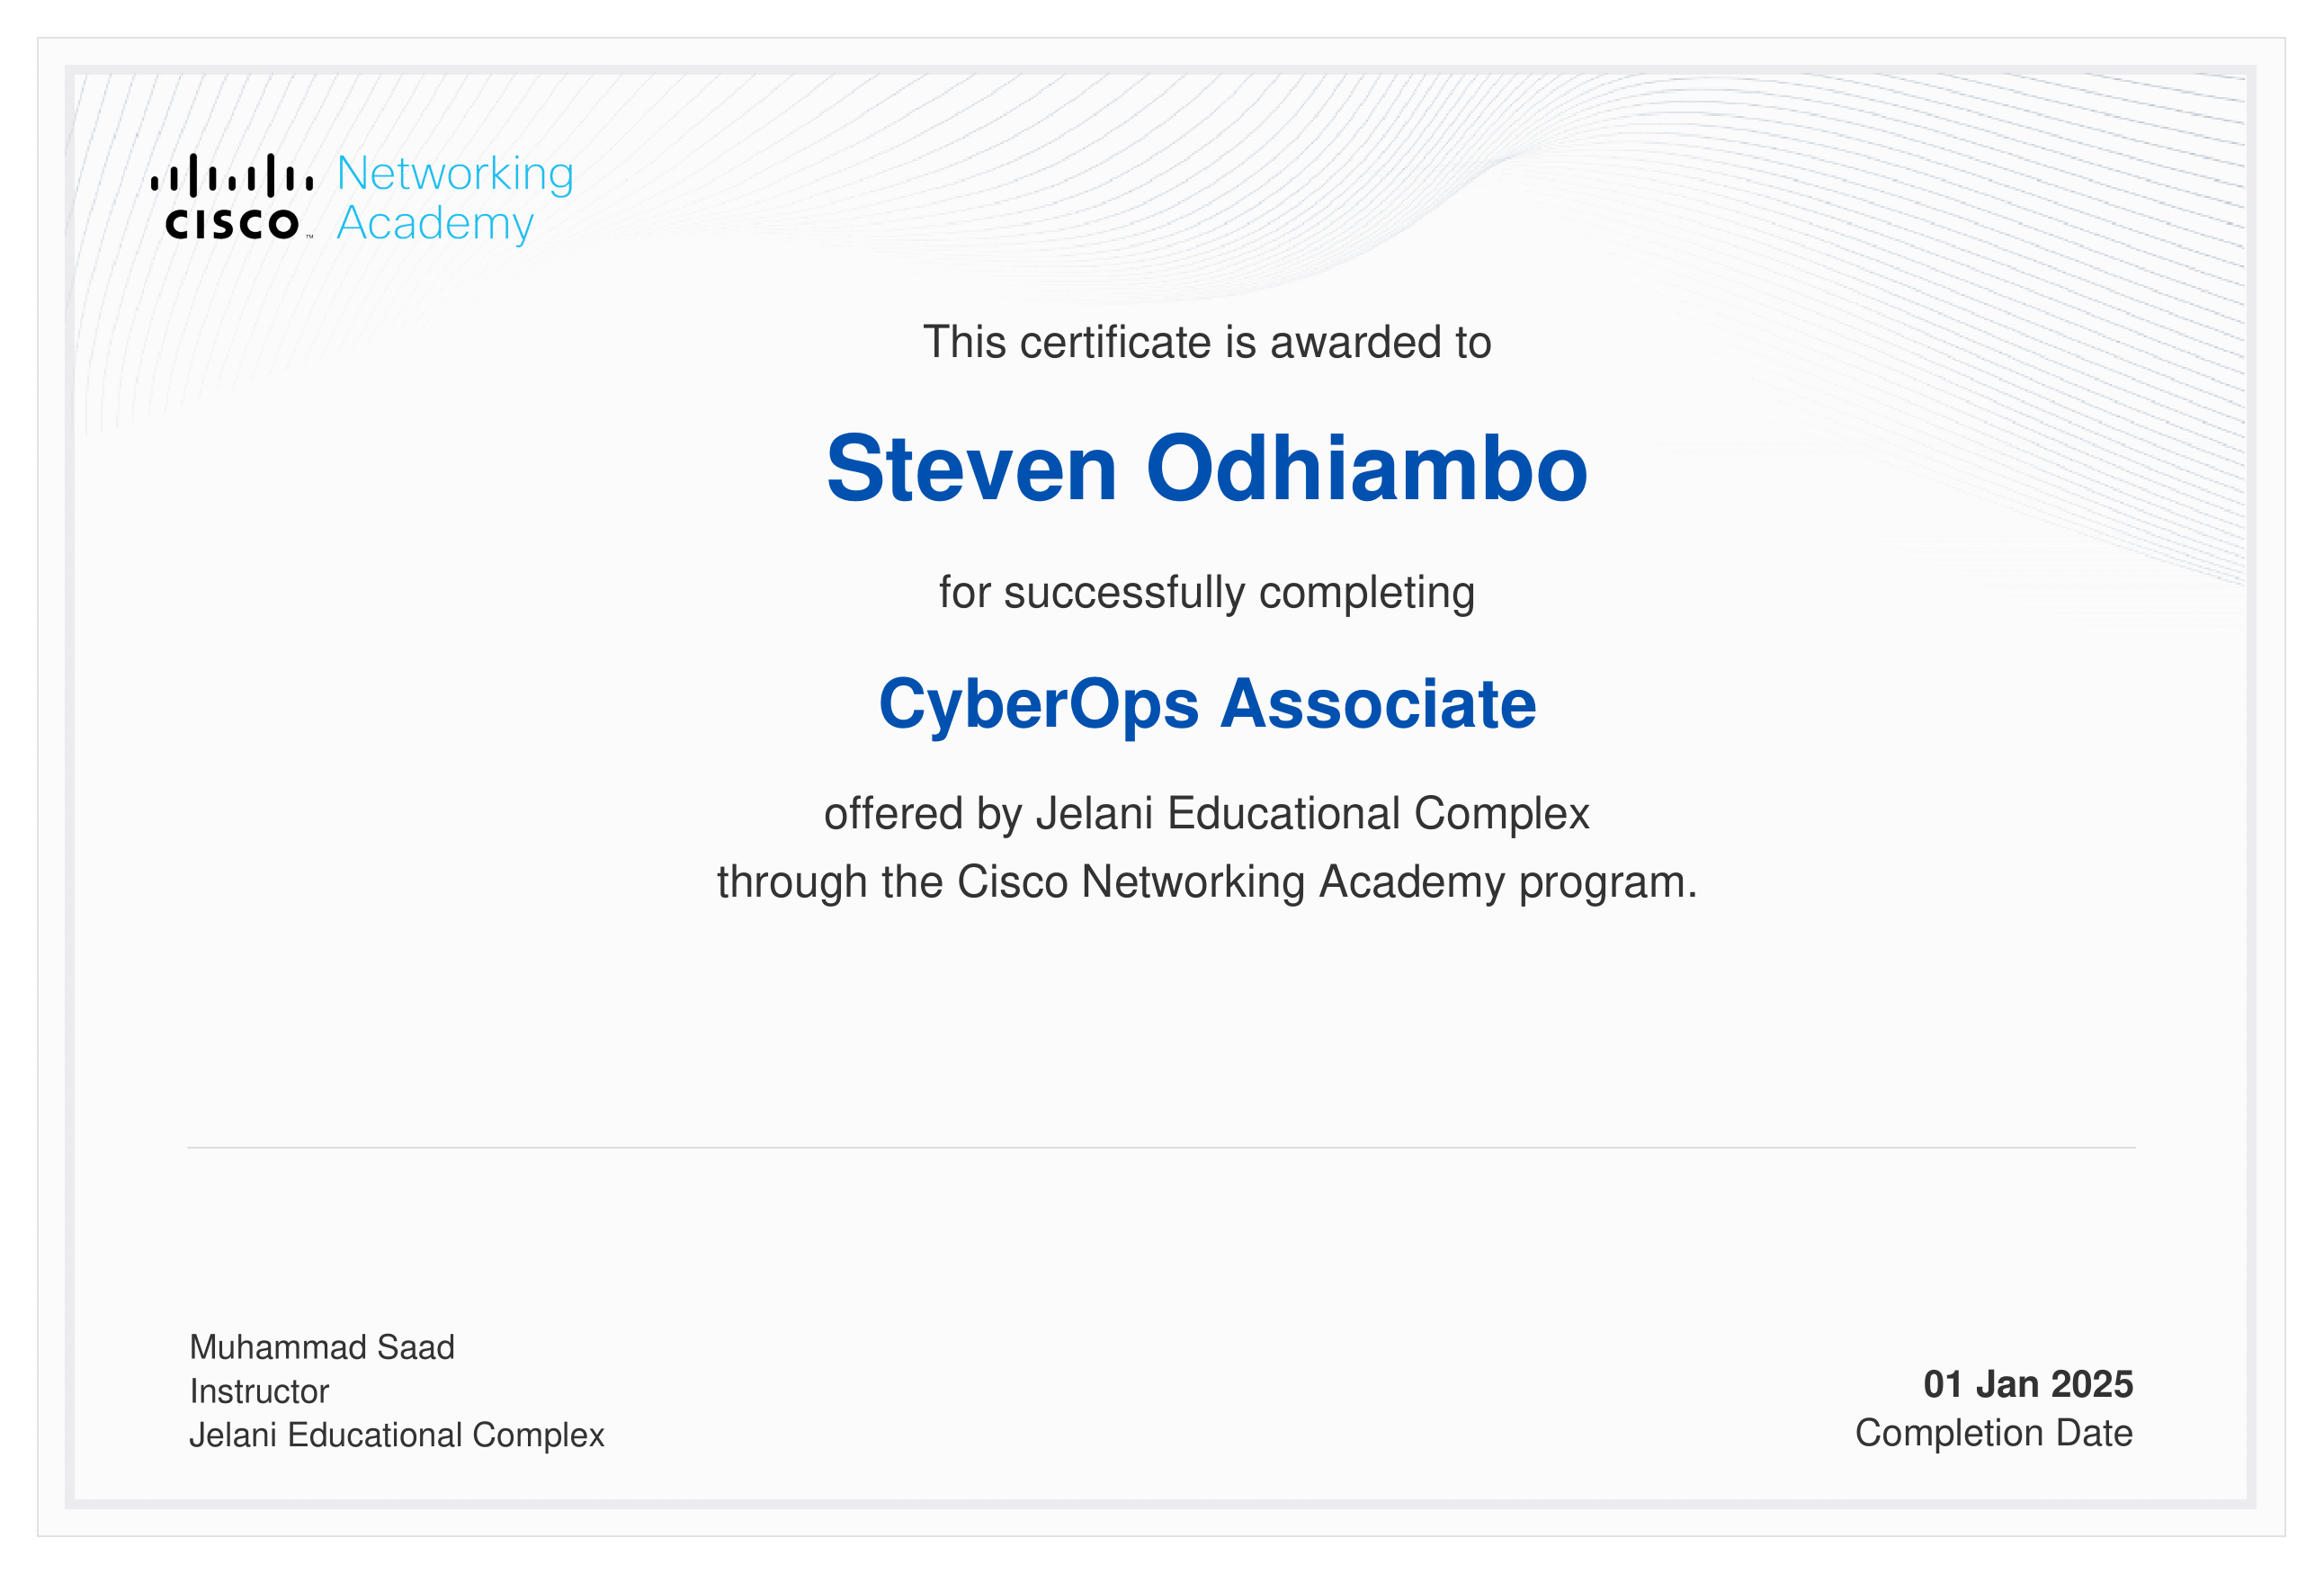 Networking
Academy
CISCO™
This certificate is awarded to
Steven Odhiambo
for successfully completing
CyberOps Associate
offered by Jelani Educational Complex
through the Cisco Networking Academy program.
Muhammad Saad
Instructor
Jelani Educational Complex
01 Jan 2025
Completion Date